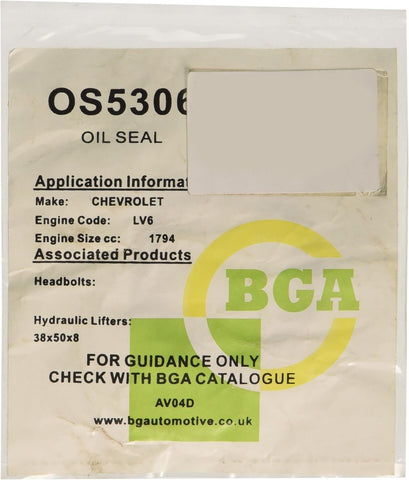 OS5306
OIL SEAL
Application Informat
Make: CHEVROLET
Engine Code: LV6
Engine Size cc: 1794
Associated Products
Headbolts:
BGA
Hydraulic Lifters:
38x50x8
FOR GUIDANCE ONLY
CHECK WITH BGA CATALOGUE
AV04D
www.bgautomotive.co.uk